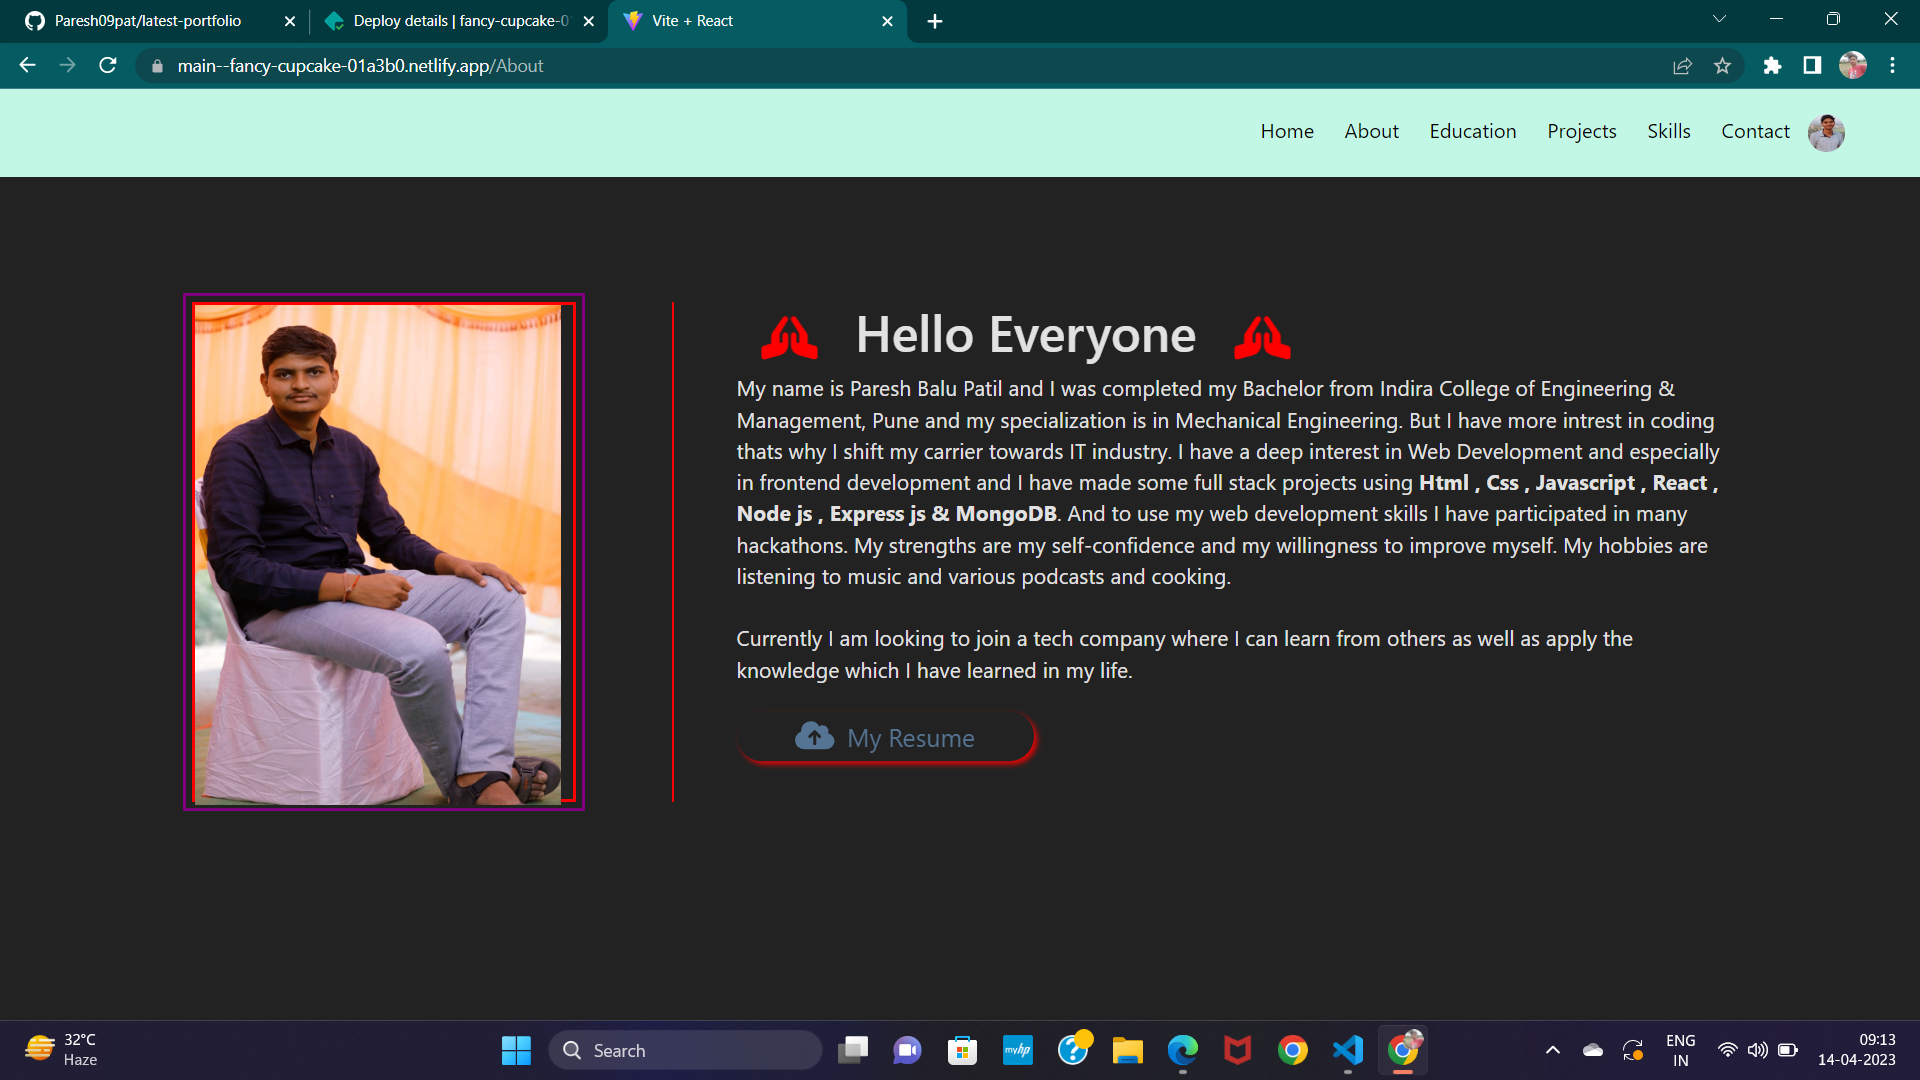 Paresh09pat/latest-portfolio
Deploy details | fancy-cupcake-0
Vite + React
main--fancy-cupcake-01a3b0.netlify.app/About
Home About Education Projects Skills Contact
Hello Everyone
My name is Paresh Balu Patil and I was completed my Bachelor from Indira College of Engineering &
Management, Pune and my specialization is in Mechanical Engineering. But I have more intrest in coding
thats why I shift my carrier towards IT industry. I have a deep interest in Web Development and especially
in frontend development and I have made some full stack projects using Html , Css , Javascript , React ,
Node js , Express js & MongoDB. And to use my web development skills I have participated in many
hackathons. My strengths are my self-confidence and my willingness to improve myself. My hobbies are
listening to music and various podcasts and cooking.
Currently I am looking to join a tech company where I can learn from others as well as apply the
knowledge which I have learned in my life.
My Resume
32°C
Haze
Search
myhp
ENG
IN
09:13
14-04-2023